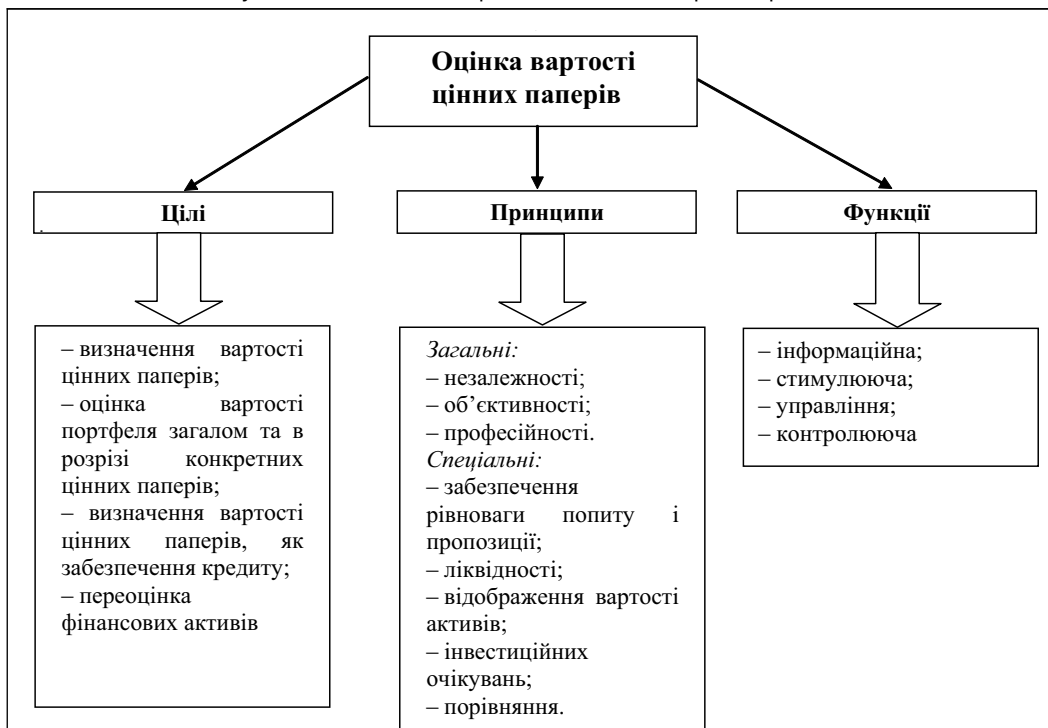 Оцінка вартості
цінних паперів
Цілі
Принципи
Функції
– визначення вартості
цінних паперів;
– оцінка вартості
портфеля загалом та в
розрізі конкретних
цінних паперів;
– визначення вартості
цінних паперів, як
забезпечення кредиту;
– переоцінка
фінансових активів
Загальні:
– незалежності;
– об’єктивності;
– професійності.
Спеціальні:
– забезпечення
рівноваги попиту і
пропозиції;
– ліквідності;
– відображення вартості
активів;
– інвестиційних
очікувань;
– порівняння.
– інформаційна;
– стимулююча;
– управління;
– контролююча